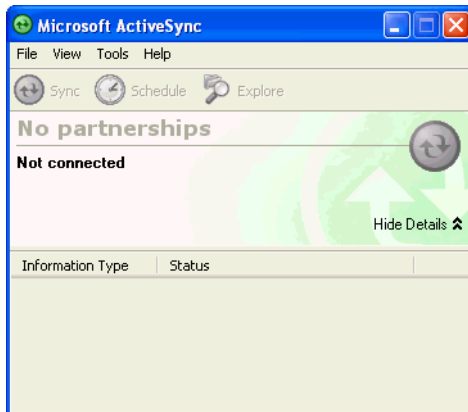 Microsoft ActiveSync
File View Tools Help
Sync Schedule Explore
No partnerships
Not connected
Hide Details
Information Type Status